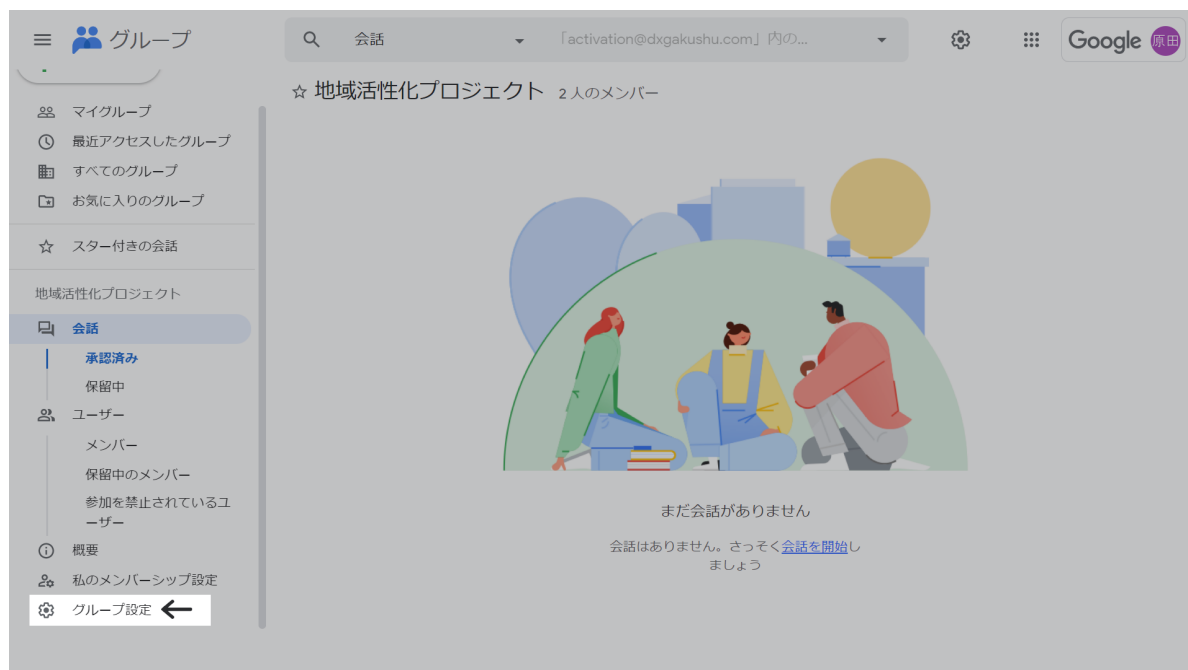 グループ
会話
「activation@dxgakushu.com」内の...
Google
原田
地域活性化プロジェクト 2 人のメンバー
マイグループ
最近アクセスしたグループ
すべてのグループ
お気に入りのグループ
スター付きの会話
地域活性化プロジェクト
会話
承認済み
保留中
ユーザー
メンバー
保留中のメンバー
参加を禁止されているユ
ーザー
概要
私のメンバーシップ設定
グループ設定
まだ会話がありません
会話はありません。さっそく会話を開始し
ましょう